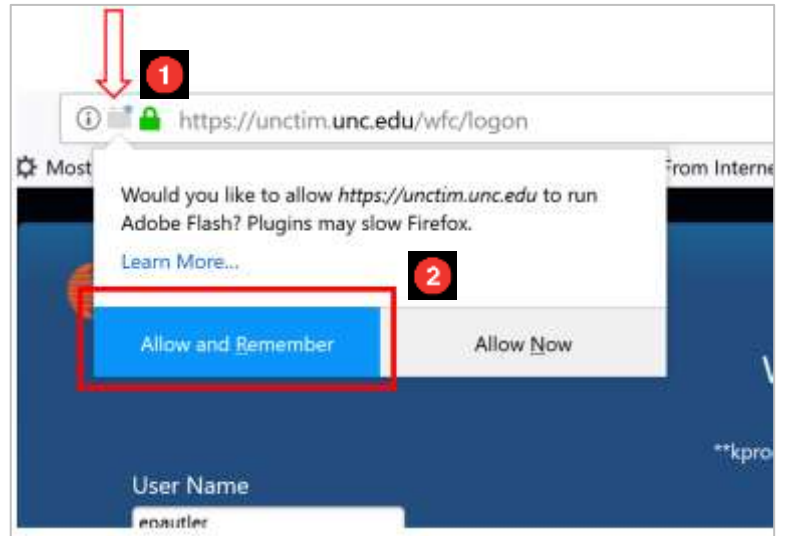 1
https://unctim.unc.edu/wfc/logon
Most
From Interne
Would you like to allow https://unctim.unc.edu to run
Adobe Flash? Plugins may slow Firefox.
Learn More...
2
Allow and Remember
Allow Now
**kpro
User Name
epautler